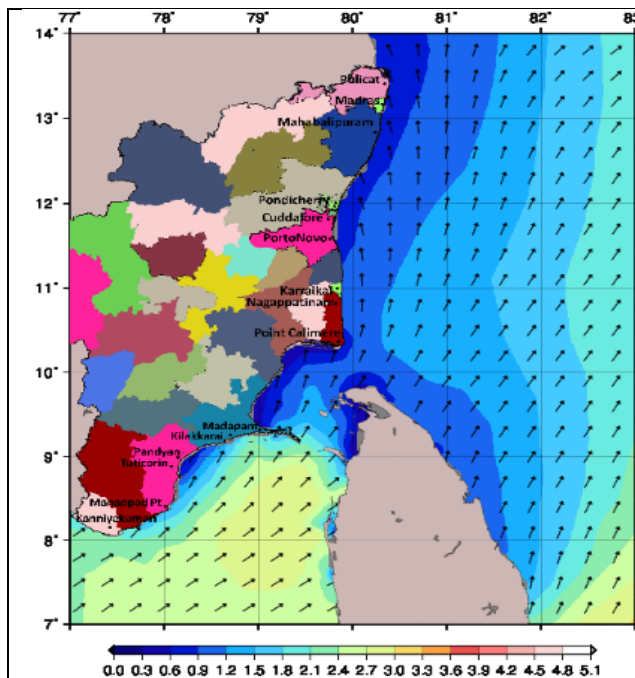 77° 78° 79° 80° 81° 82° 83
14°
Pulicat
13°
Madras
Mahabalipuram
12°
Pondicherry
Cuddalore
PortoNovo
11°
Karraikal
Nagappatinam
Point Calimere
10°
Madapam
Kilakkarai
9°
Pandyan
Tuticorin
Manapad Pt
Kanniyakumari
8°
7°
0.0 0.3 0.6 0.9 1.2 1.5 1.8 2.1 2.4 2.7 3.0 3.3 3.6 3.9 4.2 4.5 4.8 5.1